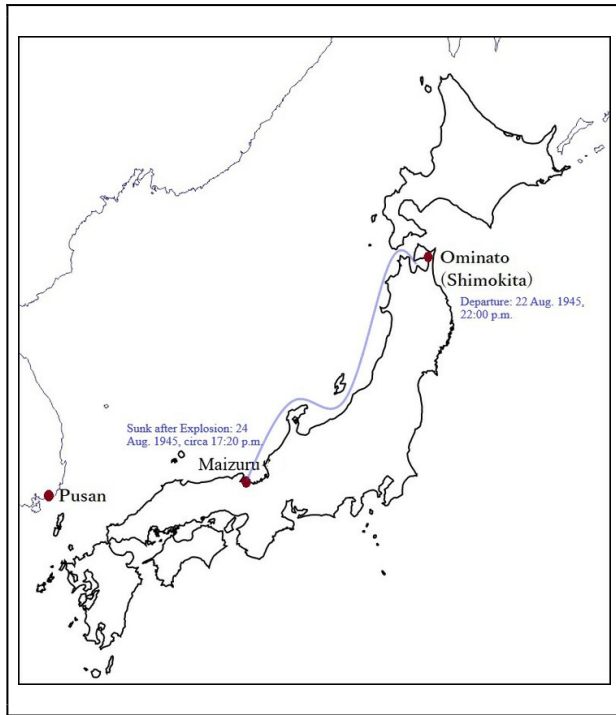 Ominato
(Shimokita)
Departure: 22 Aug. 1945,
22:00 p.m.
Sunk after Explosion: 24
Aug. 1945, circa 17:20 p.m.
Maizuru
Pusan